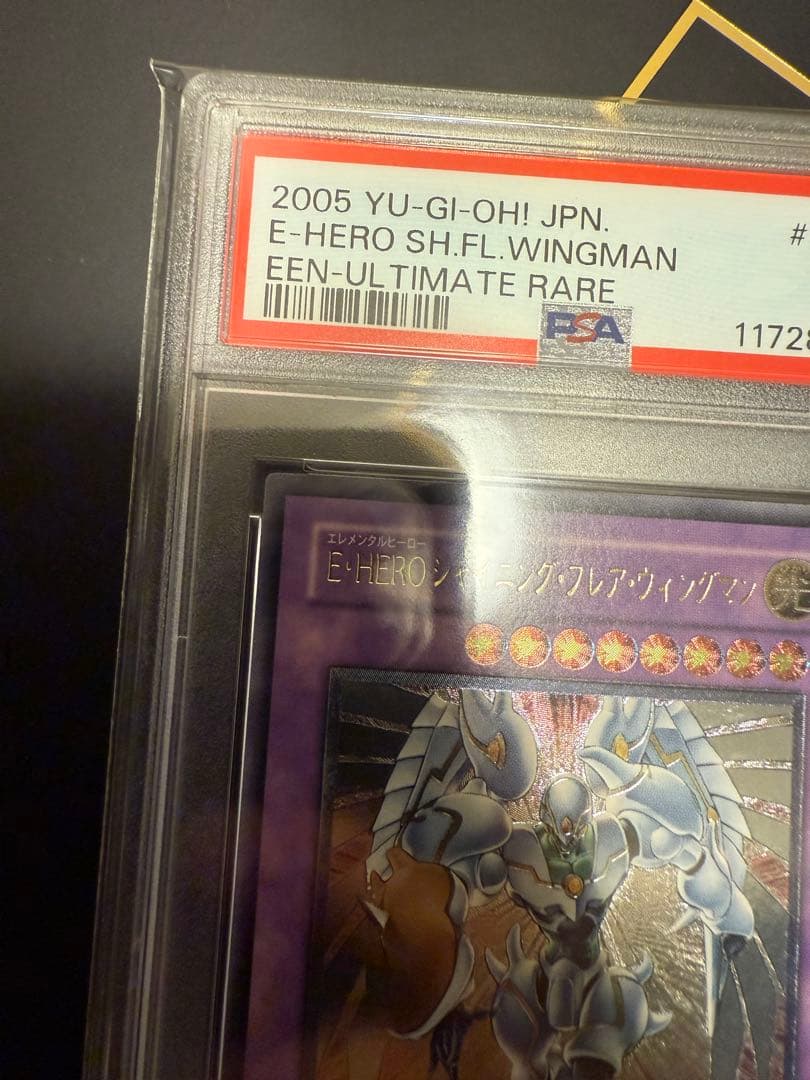 2005 YU-GI-OH! JPN.
#
E-HERO SH.FL.WINGMAN
EEN-ULTIMATE RARE
PSA
11728
エレメンタルヒーロー
E・HERO シャイニング・フレア・ウィングマン
光